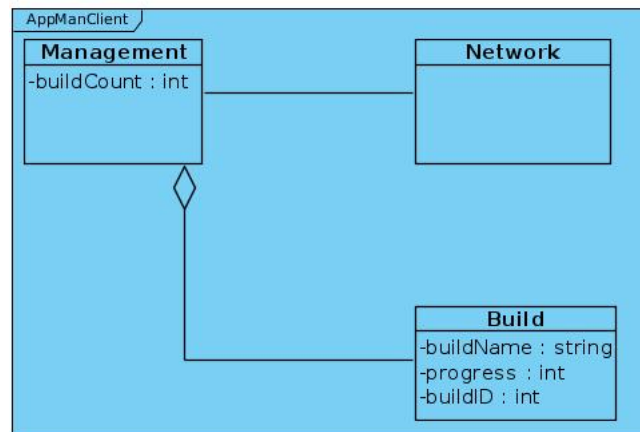 AppManClient
Management
-buildCount : int
Network
Build
-buildName : string
-progress : int
-buildID : int